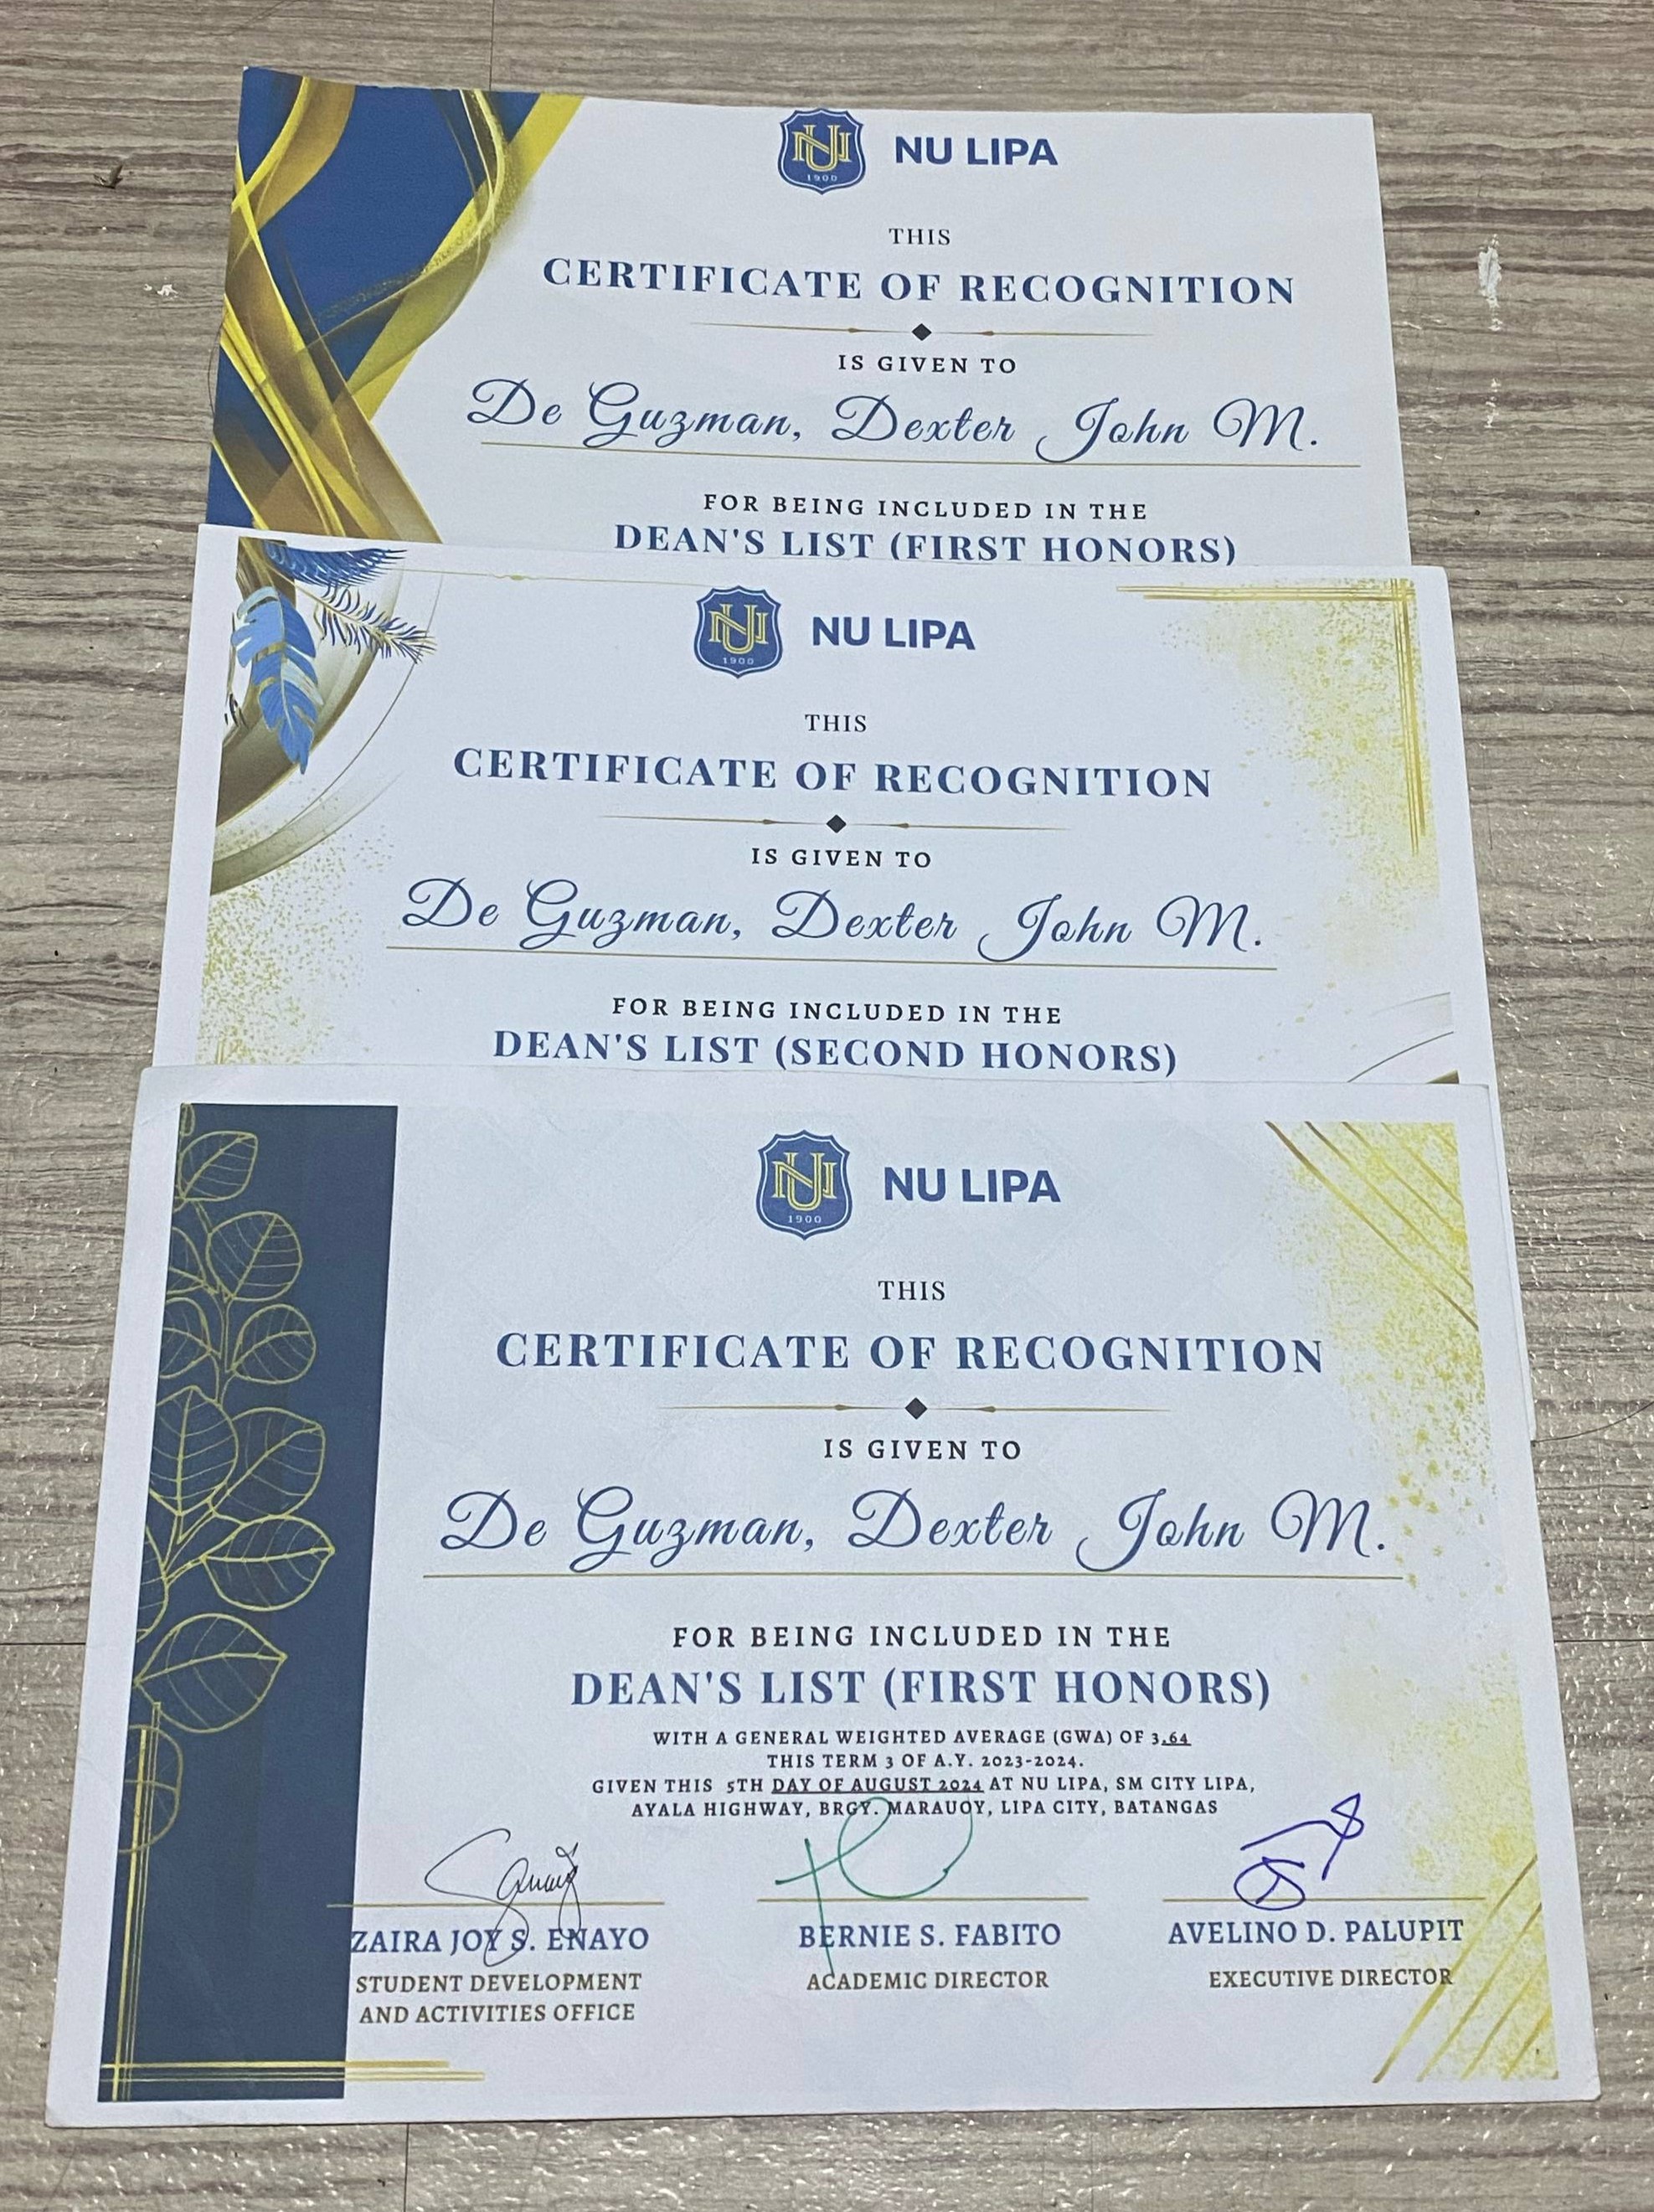 NU
1900
NU LIPA
THIS
CERTIFICATE OF RECOGNITION
IS GIVEN TO
De Guzman, Dexter John M.
FOR BEING INCLUDED IN THE
DEAN'S LIST (FIRST HONORS)
NU
1900
NU LIPA
THIS
CERTIFICATE OF RECOGNITION
IS GIVEN TO
De Guzman, Dexter John M.
FOR BEING INCLUDED IN THE
DEAN'S LIST (SECOND HONORS)
NU
1900
NU LIPA
THIS
CERTIFICATE OF RECOGNITION
IS GIVEN TO
De Guzman, Dexter John M.
FOR BEING INCLUDED IN THE
DEAN'S LIST (FIRST HONORS)
WITH A GENERAL WEIGHTED AVERAGE (GWA) OF 3.64
THIS TERM 3 OF A.Y. 2023-2024.
GIVEN THIS 5TH DAY OF AUGUST 2024 AT NU LIPA, SM CITY LIPA,
AYALA HIGHWAY, BRGY. MARAUOY, LIPA CITY, BATANGAS
ZAIRA JOY S. ENAYO
STUDENT DEVELOPMENT
AND ACTIVITIES OFFICE
BERNIE S. FABITO
ACADEMIC DIRECTOR
AVELINO D. PALUPIT
EXECUTIVE DIRECTOR